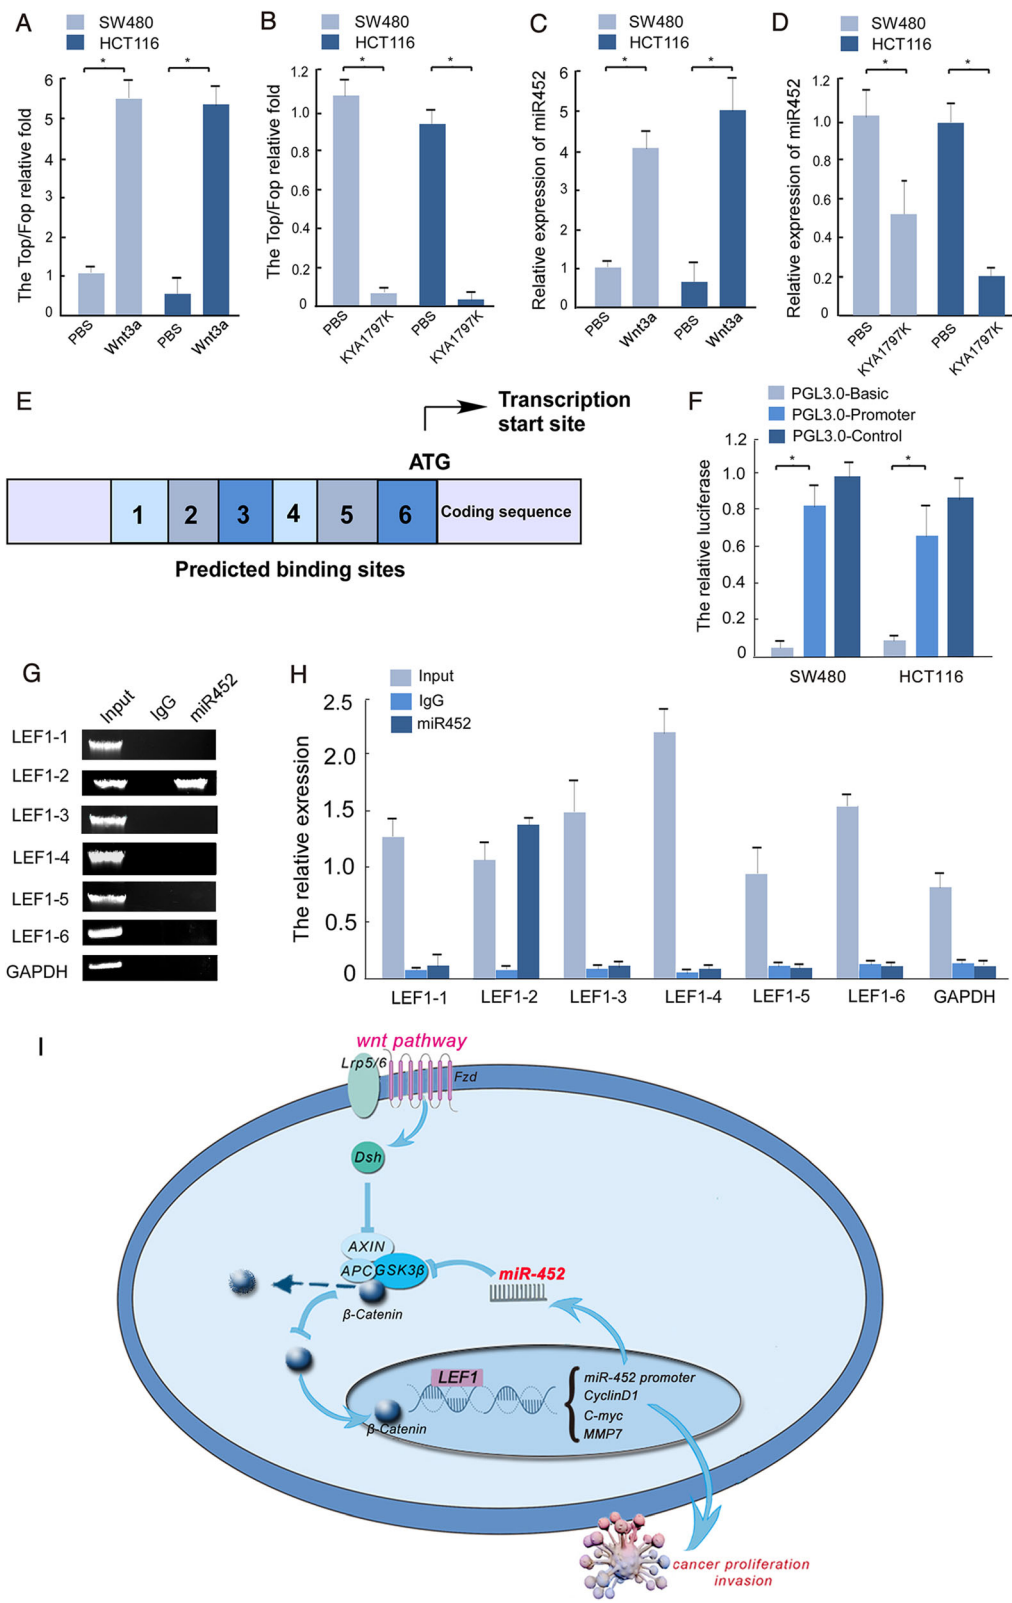 A
SW480
HCT116
*
*
The Top/Fop relative fold
6
5
4
5
2
1
0
PBS
Wnt3a
PBS
Wnt3a
B
SW480
HCT116
*
*
The Top/Fop relative fold
1.2
1.0
0.6
0.4
0.2
0
PBS
KYA1797K
PBS
KYA1797K
C
SW480
HCT116
*
*
Relative expression of miR452
6
5
4
2
1
0
PBS
Wnt3a
PBS
Wnt3a
D
SW480
HCT116
*
*
Relative expression of miR452
1.2
1.0
0.8
0.6
0.4
0.2
0
PBS
KYA1797K
PBS
KYA1797K
E
Transcription
start site
ATG
1 2 3 4 5 6 Coding sequence
Predicted binding sites
F
PGL3.0-Basic
PGL3.0-Promoter
PGL3.0-Control
*
*
The relative luciferase
1.2
1.0
0.8
0.6
0.4
0.2
0
SW480 HCT116
G
Input IgG miR452
LEF1-1
LEF1-2
LEF1-3
LEF1-4
LEF1-5
LEF1-6
GAPDH
H
Input
IgG
miR452
The relative exression
2.5
2.0
1.5
1.0
0.5
0
LEF1-1 LEF1-2 LEF1-3 LEF1-4 LEF1-5 LEF1-6 GAPDH
I
wnt pathway
Lrp5/6
Fzd
Dsh
AXIN
APC GSK3β
miR-452
β-Catenin
LEF1
miR-452 promoter
CyclinD1
C-myc
MMP7
β-Catenin
cancer proliferation
invasion